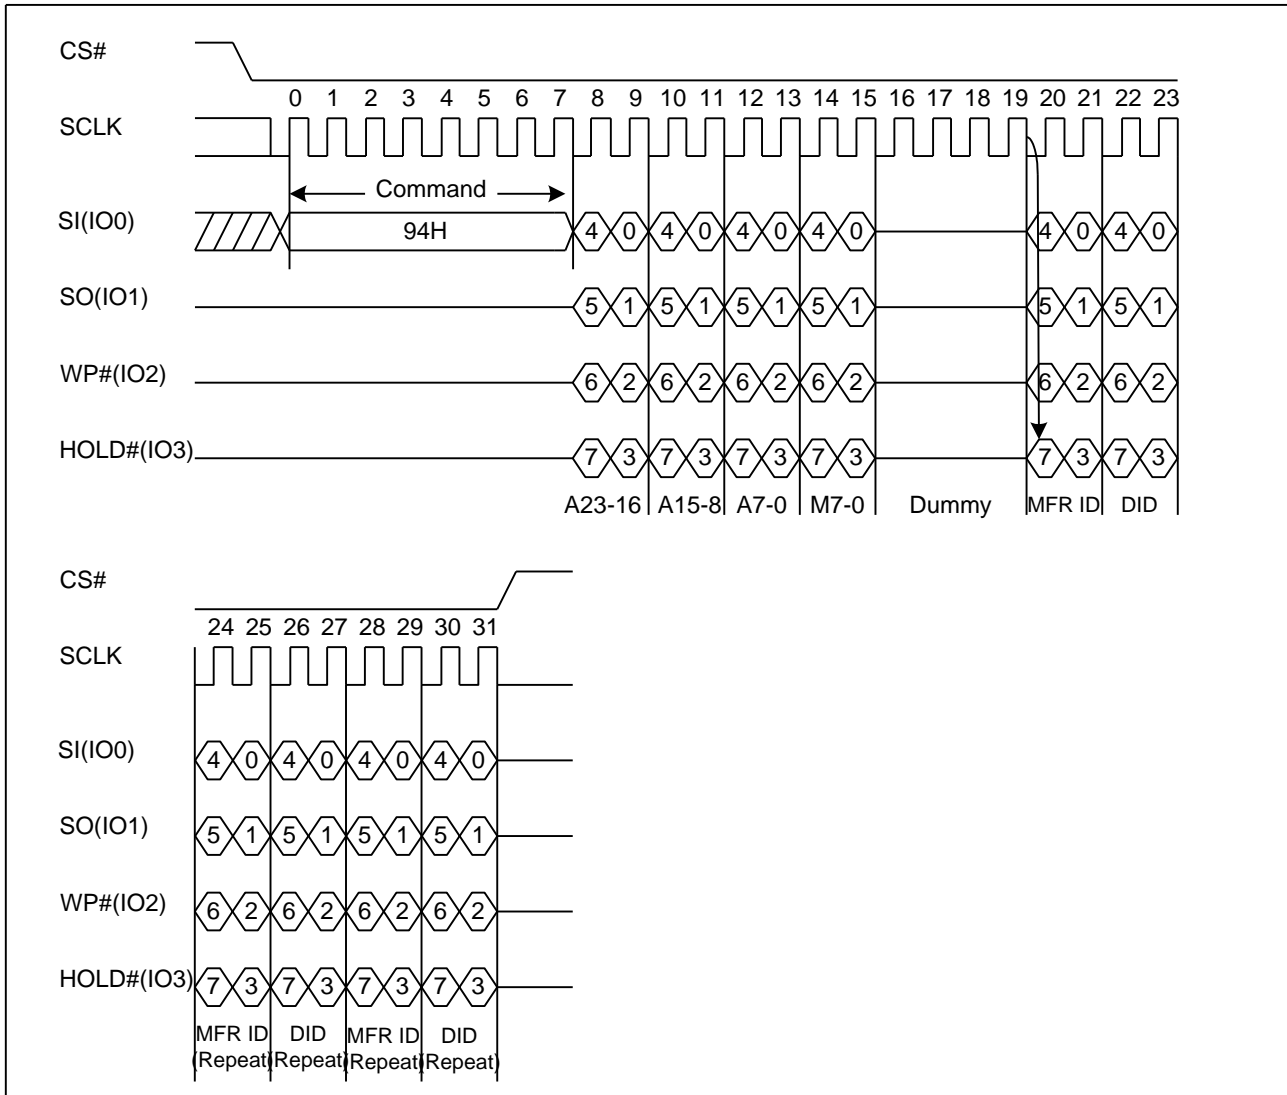 CS#
0 1 2 3 4 5 6 7 8 9 10 11 12 13 14 15 16 17 18 19 20 21 22 23
SCLK
Command
SI(IO0)
94H
4 0 4 0 4 0 4 0 4 0 4 0
SO(IO1)
5 1 5 1 5 1 5 1 5 1 5 1
WP#(IO2)
6 2 6 2 6 2 6 2 6 2 6 2
HOLD#(IO3)
7 3 7 3 7 3 7 3 7 3 7 3
A23-16 A15-8 A7-0 M7-0 Dummy MFR ID DID
CS#
24 25 26 27 28 29 30 31
SCLK
SI(IO0)
4 0 4 0 4 0 4 0
SO(IO1)
5 1 5 1 5 1 5 1
WP#(IO2)
6 2 6 2 6 2 6 2
HOLD#(IO3)
7 3 7 3 7 3 7 3
MFR ID DID MFR ID DID
(Repeat) (Repeat) (Repeat) (Repeat)